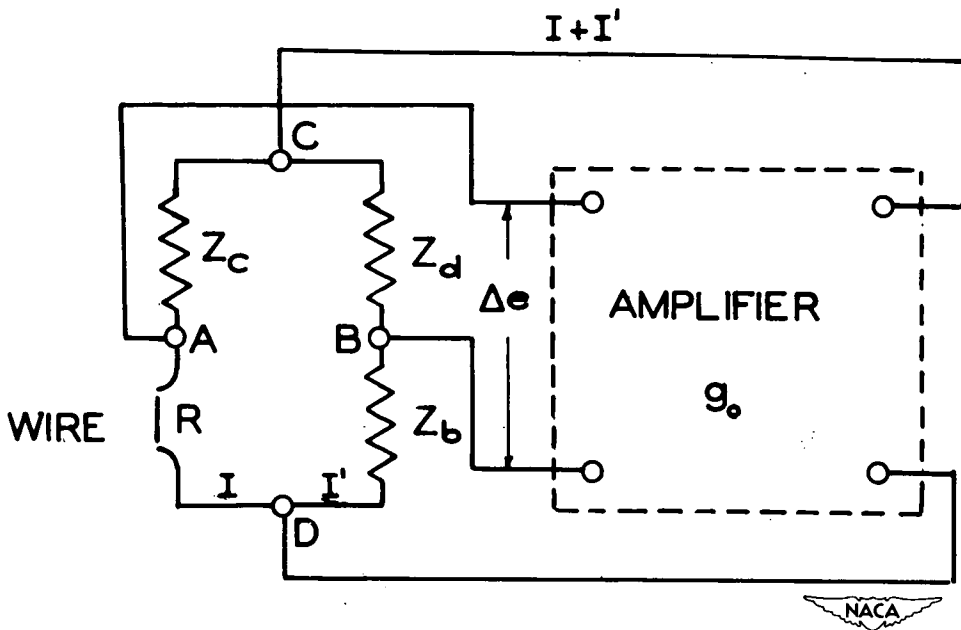 I + I'
C
Z_c
Z_d
Δe
AMPLIFIER
A
B
g_o
WIRE
R
Z_b
I
I'
D
NACA